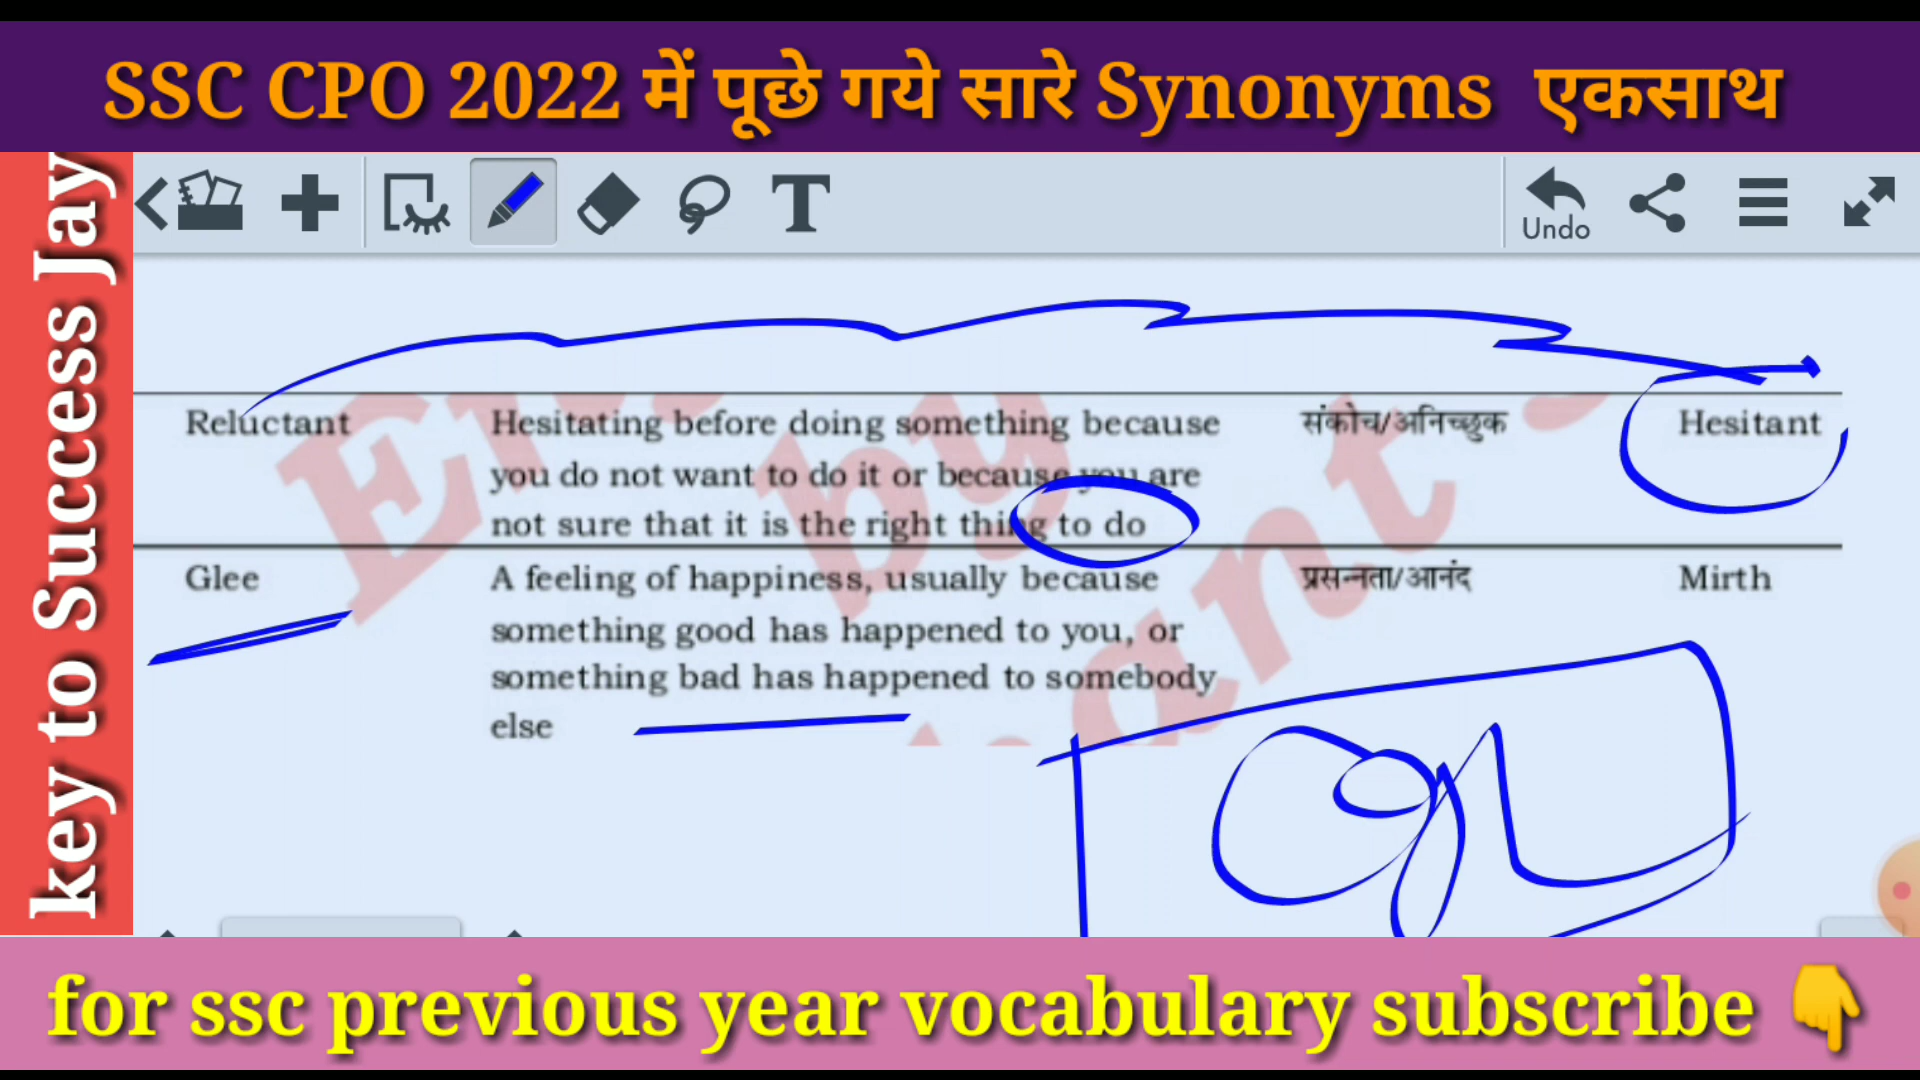 SSC CPO 2022 में पूछे गये सारे Synonyms एकसाथ
key to Success Jay
Undo
Reluctant Hesitating before doing something because संकोच/अनिच्छुक Hesitant
you do not want to do it or because you are
not sure that it is the right thing to do
Glee A feeling of happiness, usually because प्रसन्नता/आनंद Mirth
something good has happened to you, or
something bad has happened to somebody
else
for ssc previous year vocabulary subscribe